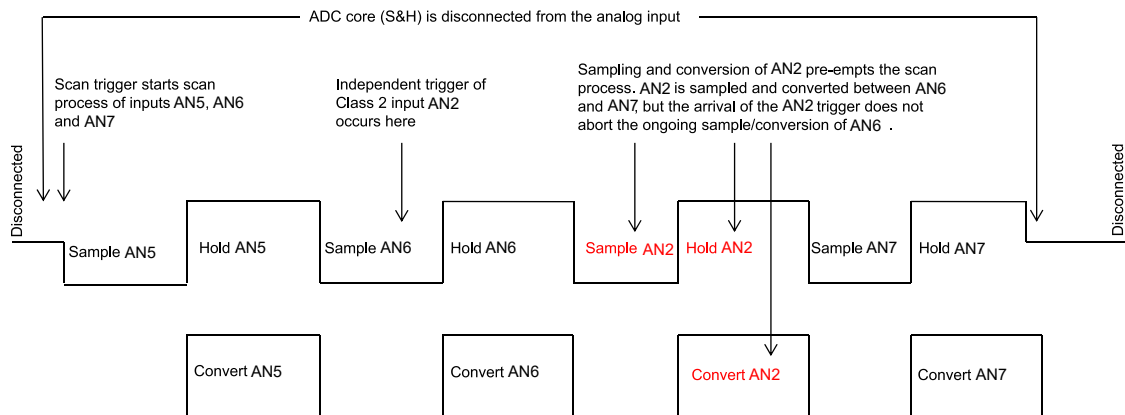 ADC core (S&H) is disconnected from the analog input
Scan trigger starts scan
process of inputs AN5, AN6
and AN7
Independent trigger of
Class 2 input AN2
occurs here
Sampling and conversion of AN2 pre-empts the scan
process. AN2 is sampled and converted between AN6
and AN7, but the arrival of the AN2 trigger does not
abort the ongoing sample/conversion of AN6 .
Disconnected
Sample AN5
Hold AN5
Sample AN6
Hold AN6
Sample AN2
Hold AN2
Sample AN7
Hold AN7
Disconnected
Convert AN5
Convert AN6
Convert AN2
Convert AN7